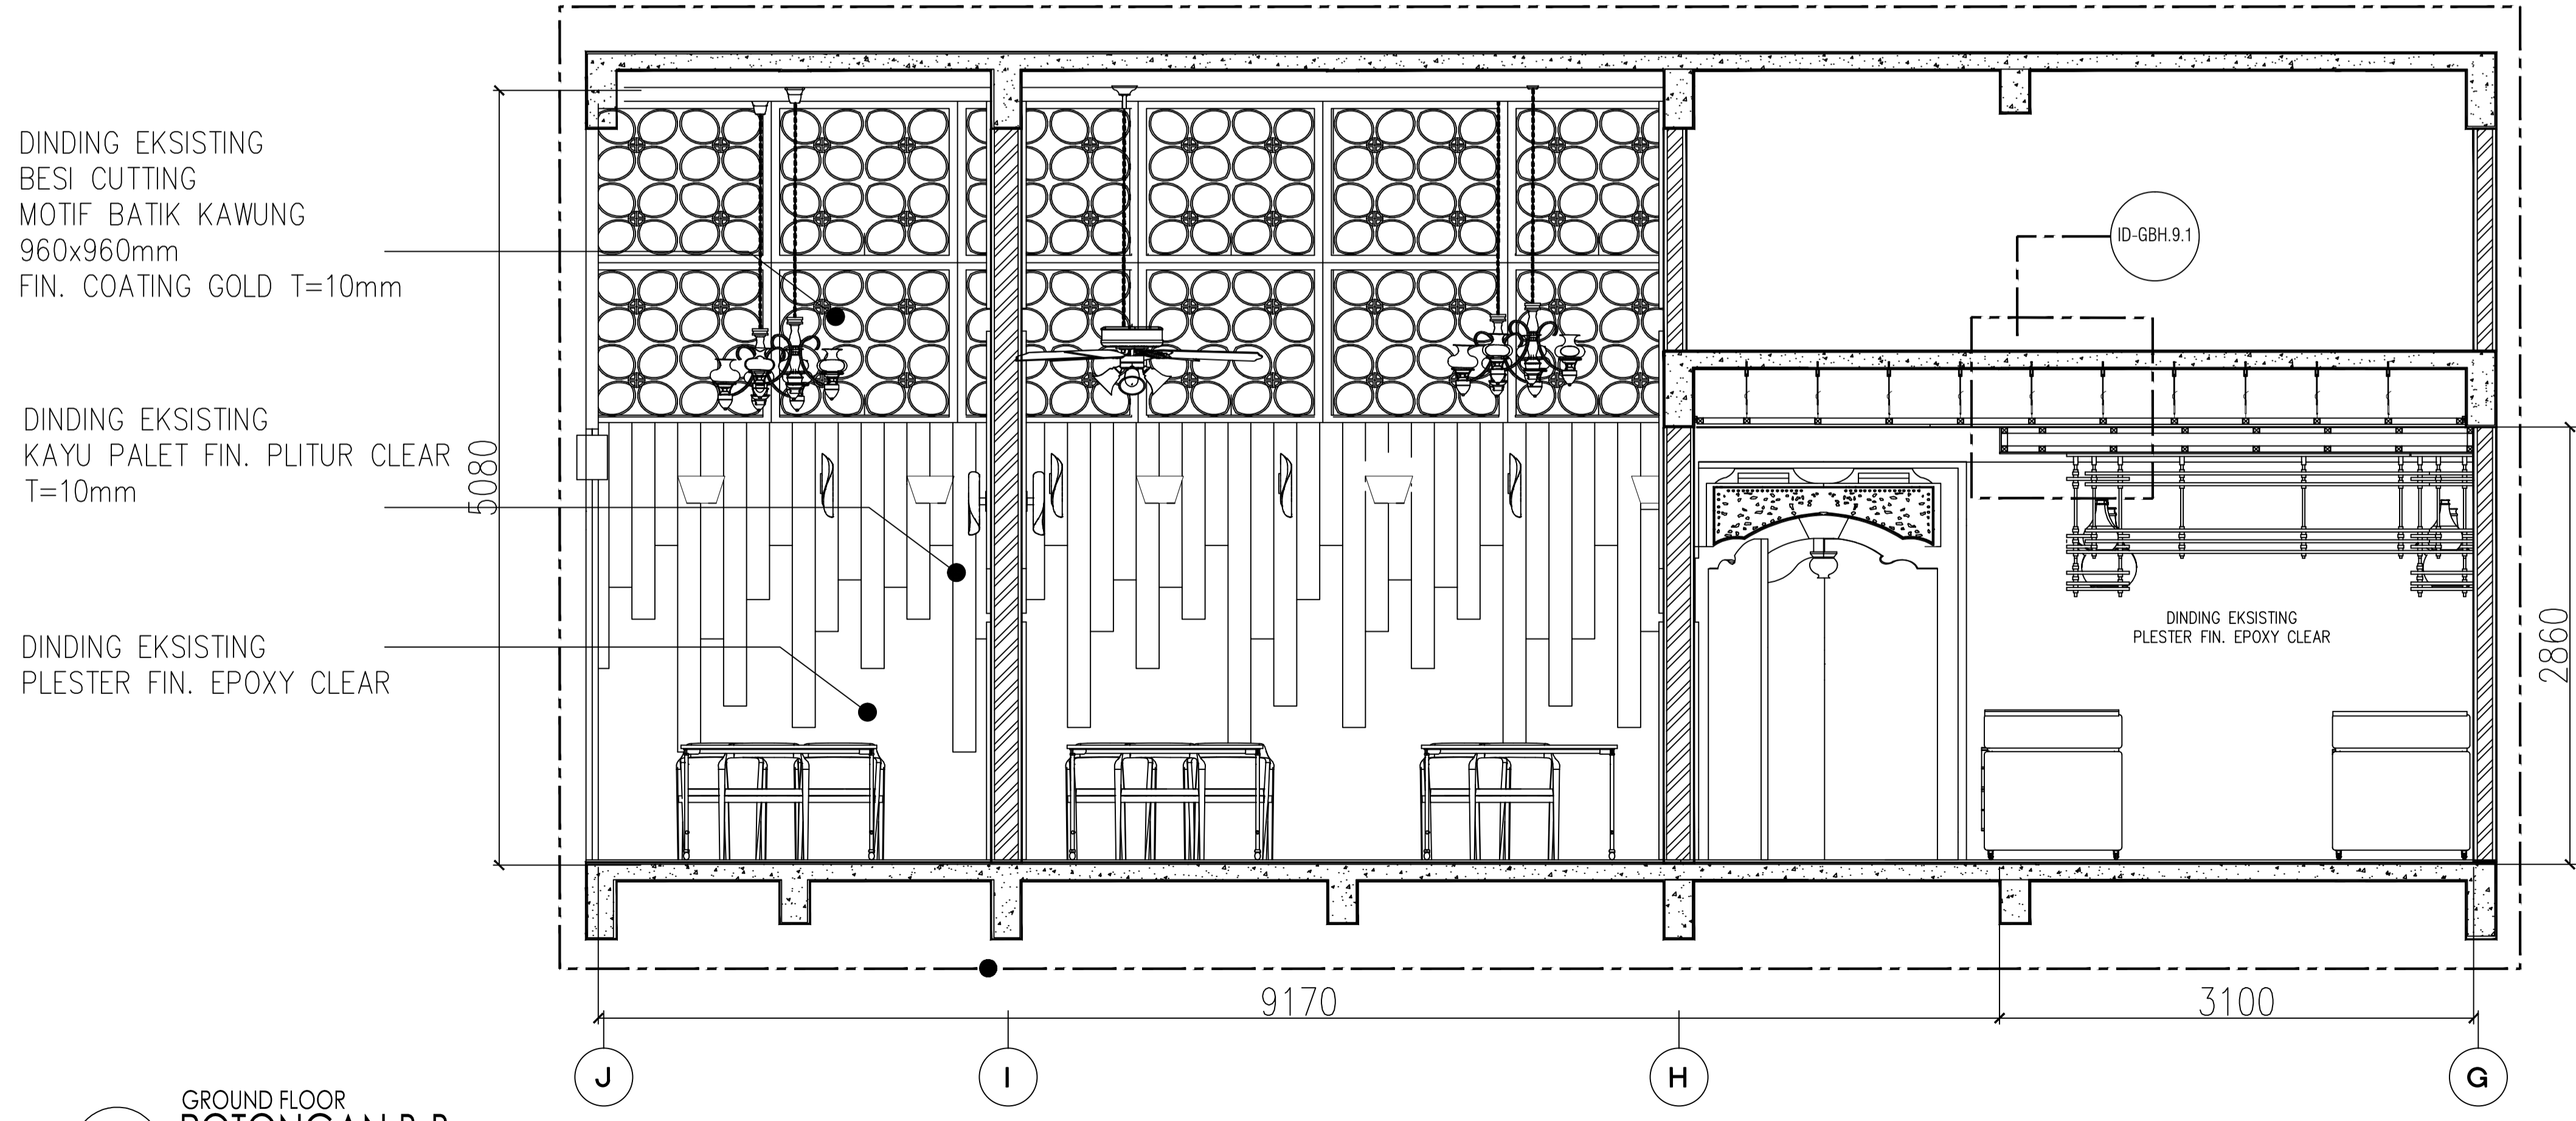 DINDING EKSISTING
BESI CUTTING
MOTIF BATIK KAWUNG
960x960mm
FIN. COATING GOLD T=10mm
DINDING EKSISTING
KAYU PALET FIN. PLITUR CLEAR
T=10mm
DINDING EKSISTING
PLESTER FIN. EPOXY CLEAR
5080
ID-GBH.9.1
DINDING EKSISTING
PLESTER FIN. EPOXY CLEAR
2860
9170
3100
J
I
H
G
GROUND FLOOR
POTONGAN B-B